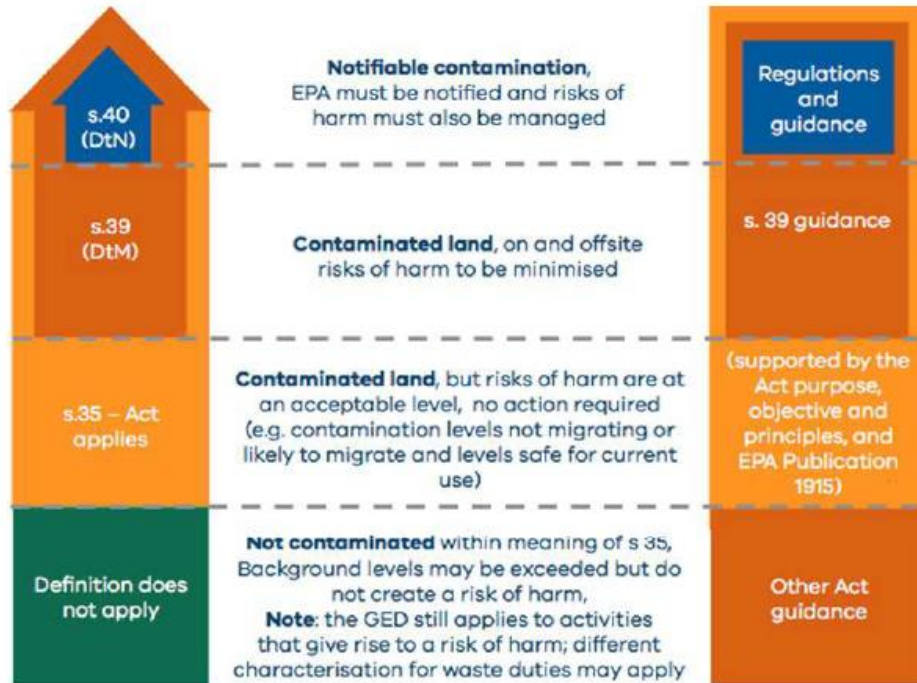 s.40
(DtN)
Notifiable contamination,
EPA must be notified and risks of
harm must also be managed
Regulations
and
guidance
s.39
(DtM)
Contaminated land, on and offsite
risks of harm to be minimised
s. 39 guidance
s.35 – Act
applies
Contaminated land, but risks of harm are at
an acceptable level, no action required
(e.g. contamination levels not migrating or
likely to migrate and levels safe for current
use)
(supported by the
Act purpose,
objective and
principles, and
EPA Publication
1915)
Definition does
not apply
Not contaminated within meaning of s 35,
Background levels may be exceeded but do
not create a risk of harm,
Note: the GED still applies to activities
that give rise to a risk of harm; different
characterisation for waste duties may apply
Other Act
guidance